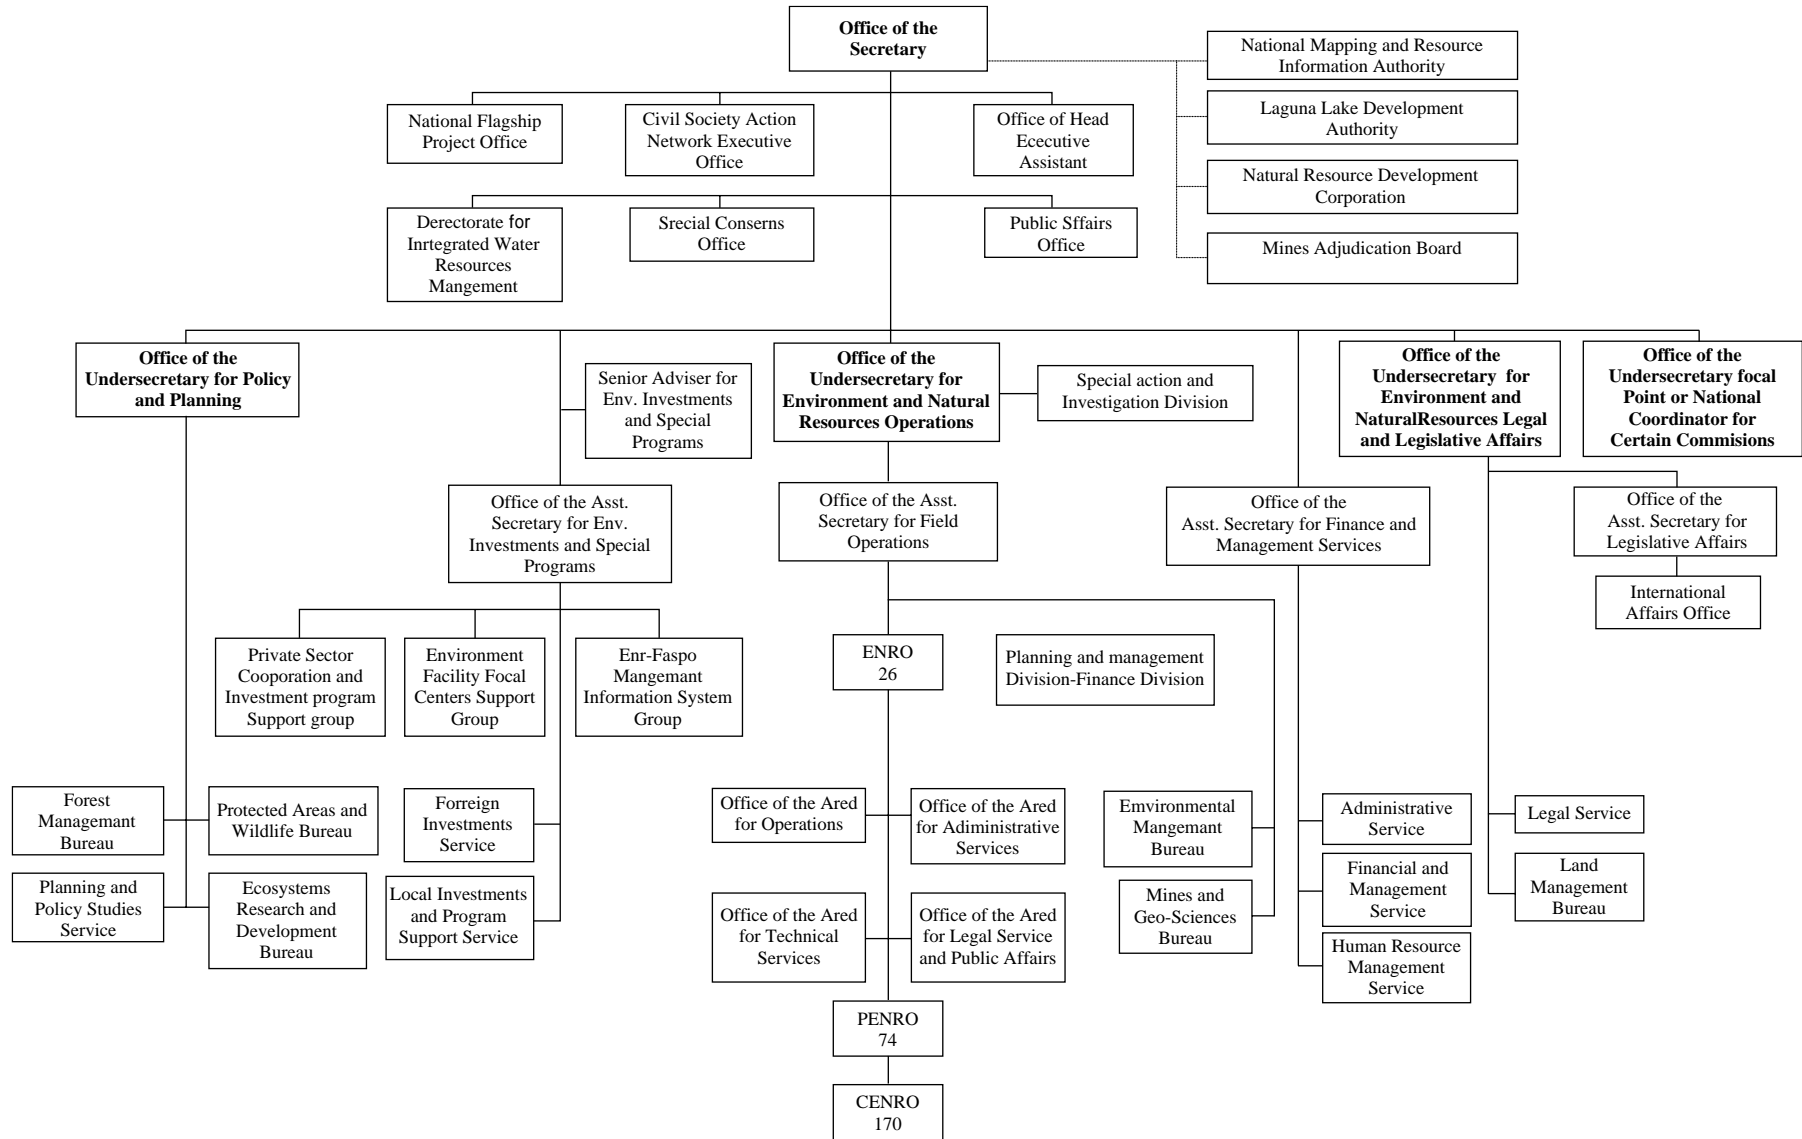 Office of the
Secretary
National Mapping and Resource
Information Authority
Laguna Lake Development
Authority
Natural Resource Development
Corporation
Mines Adjudication Board
National Flagship
Project Office
Civil Society Action
Network Executive
Office
Office of Head
Ececutive
Assistant
Derectorate for
Inrtegrated Water
Resources
Mangement
Srecial Conserns
Office
Public Sffairs
Office
Office of the
Undersecretary for Policy
and Planning
Senior Adviser for
Env. Investments
and Special
Programs
Office of the
Undersecretary for
Environment and Natural
Resources Operations
Special action and
Investigation Division
Office of the
Undersecretary for
Environment and
NaturalResources Legal
and Legislative Affairs
Office of the
Undersecretary focal
Point or National
Coordinator for
Certain Commisions
Office of the Asst.
Secretary for Env.
Investments and Special
Programs
Office of the Asst.
Secretary for Field
Operations
Office of the
Asst. Secretary for Finance and
Management Services
Office of the
Asst. Secretary for
Legislative Affairs
International
Affairs Office
Private Sector
Cooporation and
Investment program
Support group
Environment
Facility Focal
Centers Support
Group
Enr-Faspo
Mangemant
Information System
Group
ENRO
26
Planning and management
Division-Finance Division
Forest
Managemant
Bureau
Protected Areas and
Wildlife Bureau
Forreign
Investments
Service
Office of the Ared
for Operations
Office of the Ared
for Adiministrative
Services
Emvironmental
Mangemant
Bureau
Administrative
Service
Legal Service
Planning and
Policy Studies
Service
Ecosystems
Research and
Development
Bureau
Local Investments
and Program
Support Service
Office of the Ared
for Technical
Services
Office of the Ared
for Legal Service
and Public Affairs
Mines and
Geo-Sciences
Bureau
Financial and
Management
Service
Land
Management
Bureau
Human Resource
Management
Service
PENRO
74
CENRO
170